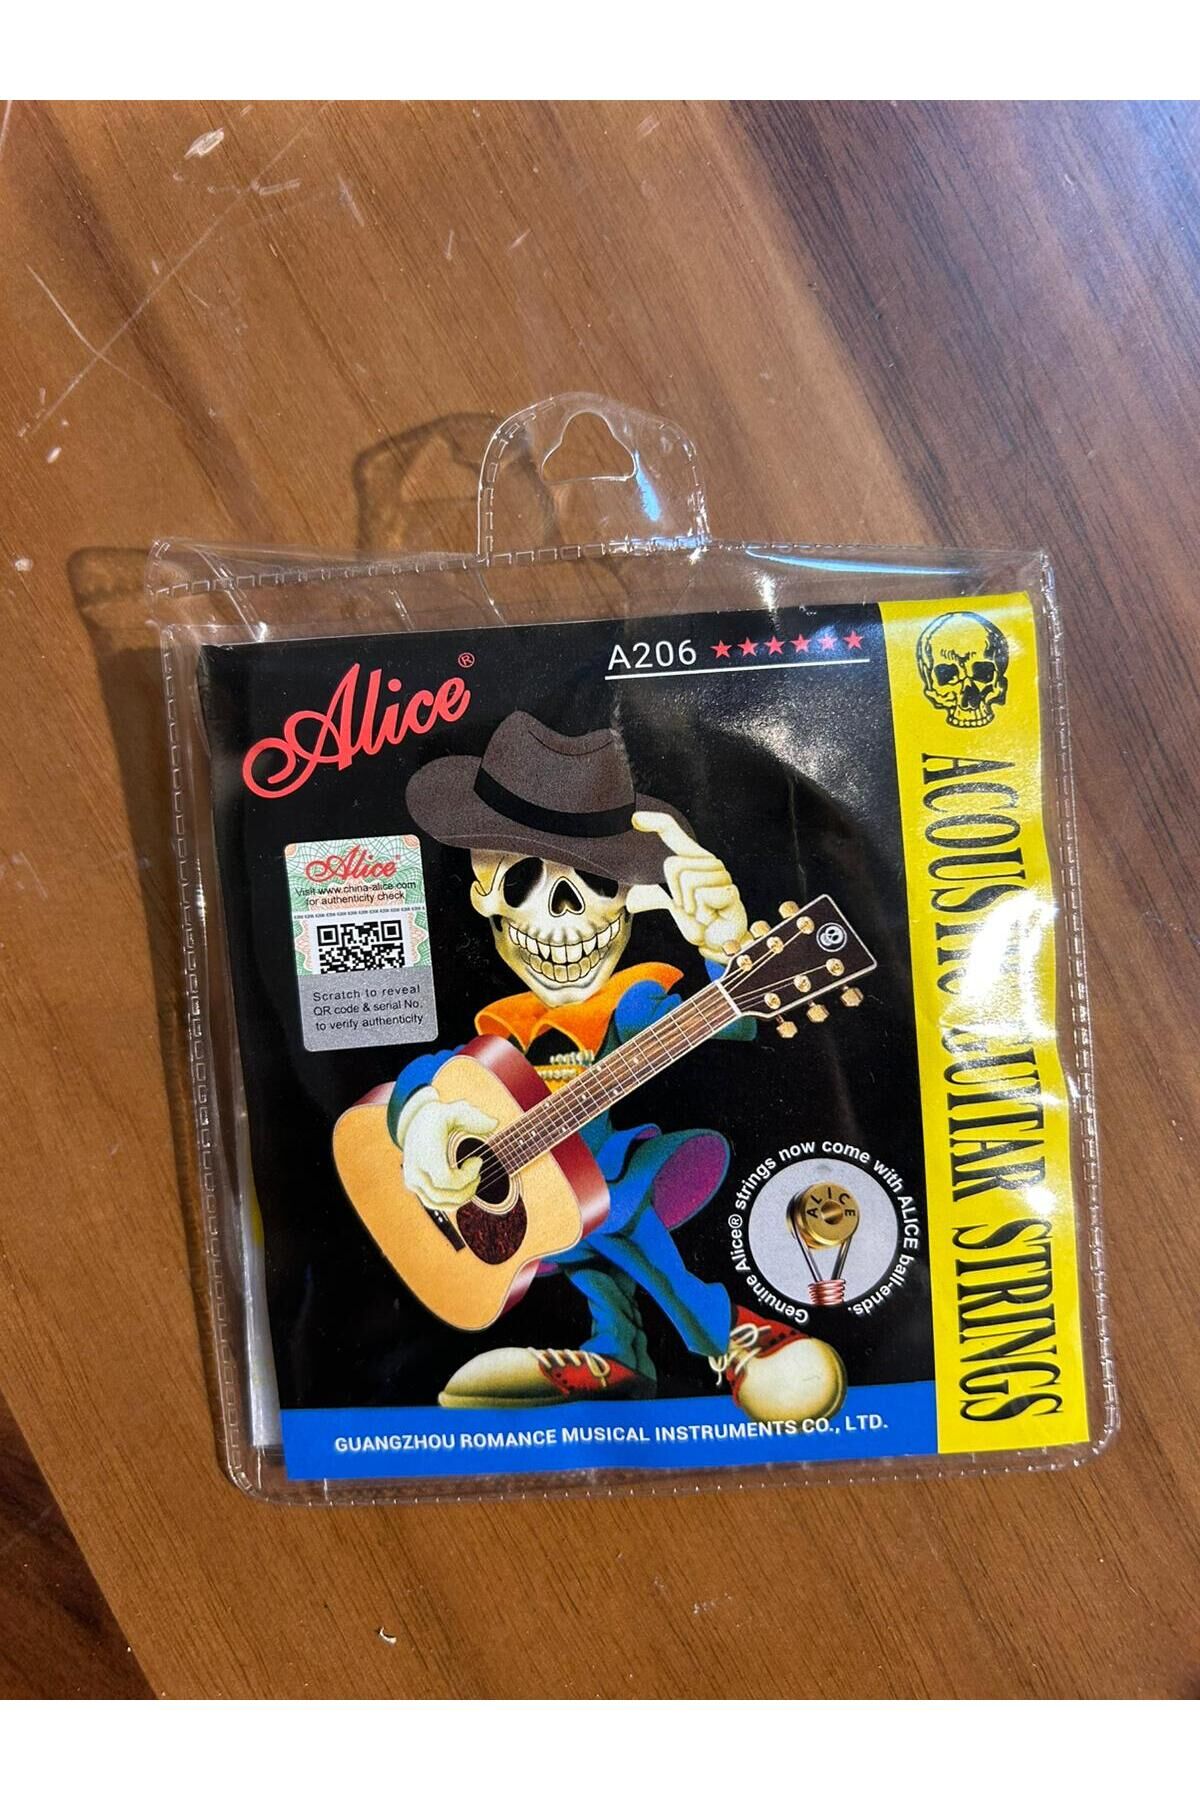 A206 ★★★★★★
Alice®
Alice®
Visit www.china-alice.com
for authenticity check
Scratch to reveal
QR code & serial No.
to verify authenticity
ACOUSTIC GUITAR STRINGS
Genuine Alice® strings now come with ALICE ball-ends.
ALICE
GUANGZHOU ROMANCE MUSICAL INSTRUMENTS CO., LTD.